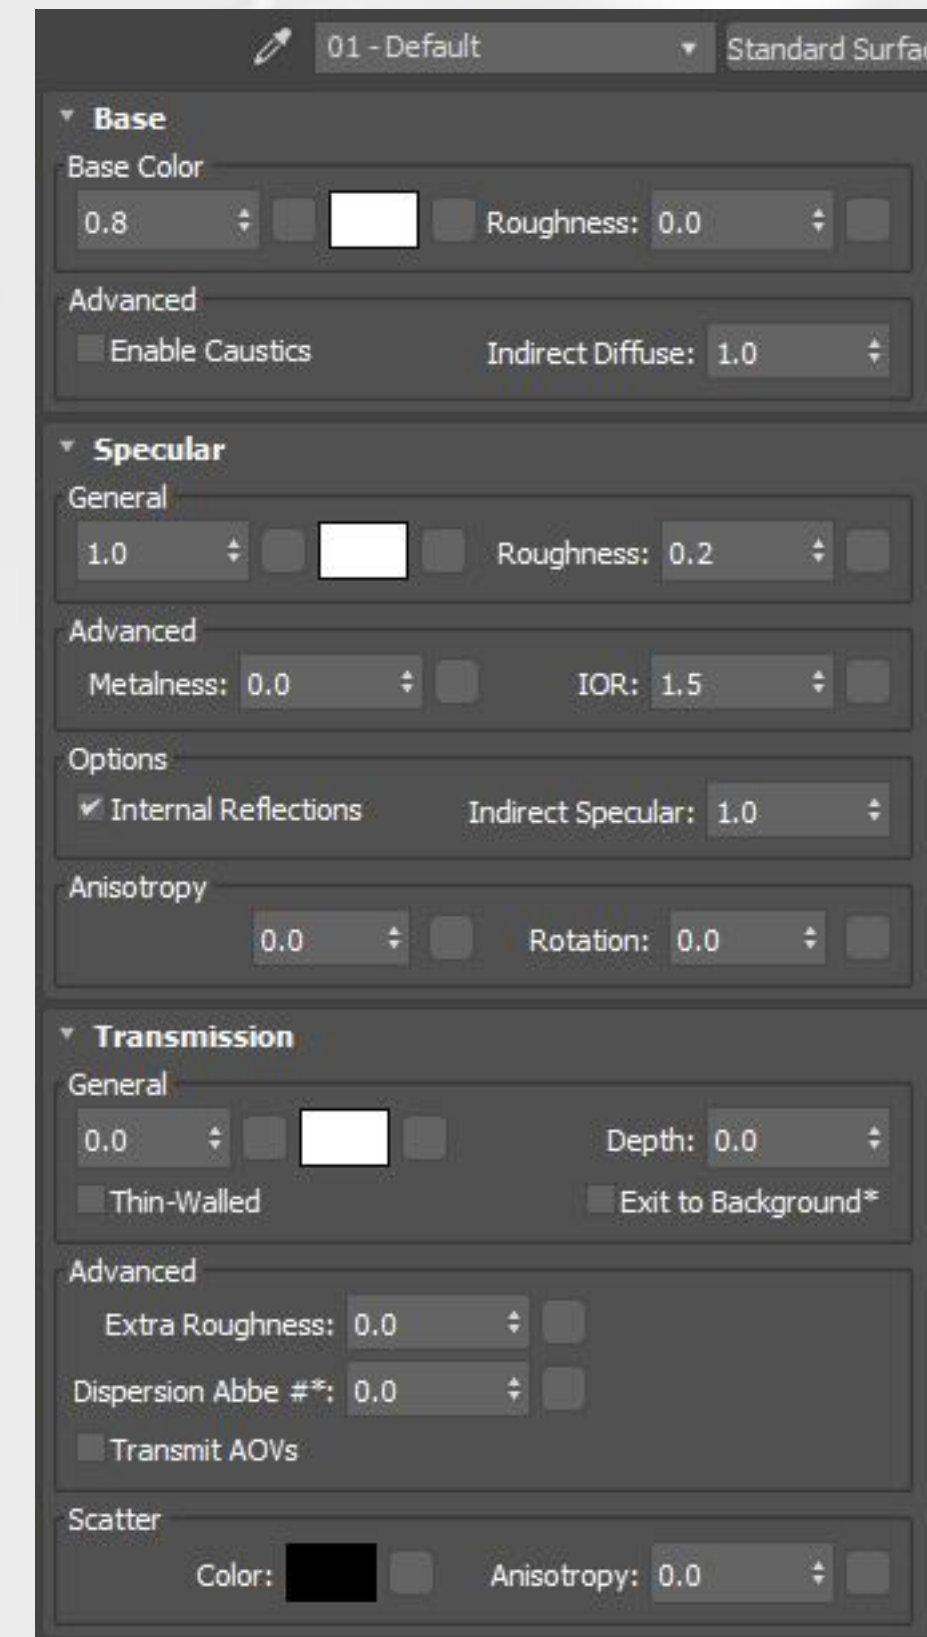 01 - Default Standard Surfac
Base
Base Color
0.8 Roughness: 0.0
Advanced
Enable Caustics Indirect Diffuse: 1.0
Specular
General
1.0 Roughness: 0.2
Advanced
Metalness: 0.0 IOR: 1.5
Options
Internal Reflections Indirect Specular: 1.0
Anisotropy
0.0 Rotation: 0.0
Transmission
General
0.0 Depth: 0.0
Thin-Walled Exit to Background*
Advanced
Extra Roughness: 0.0
Dispersion Abbe #*: 0.0
Transmit AOVs
Scatter
Color: Anisotropy: 0.0